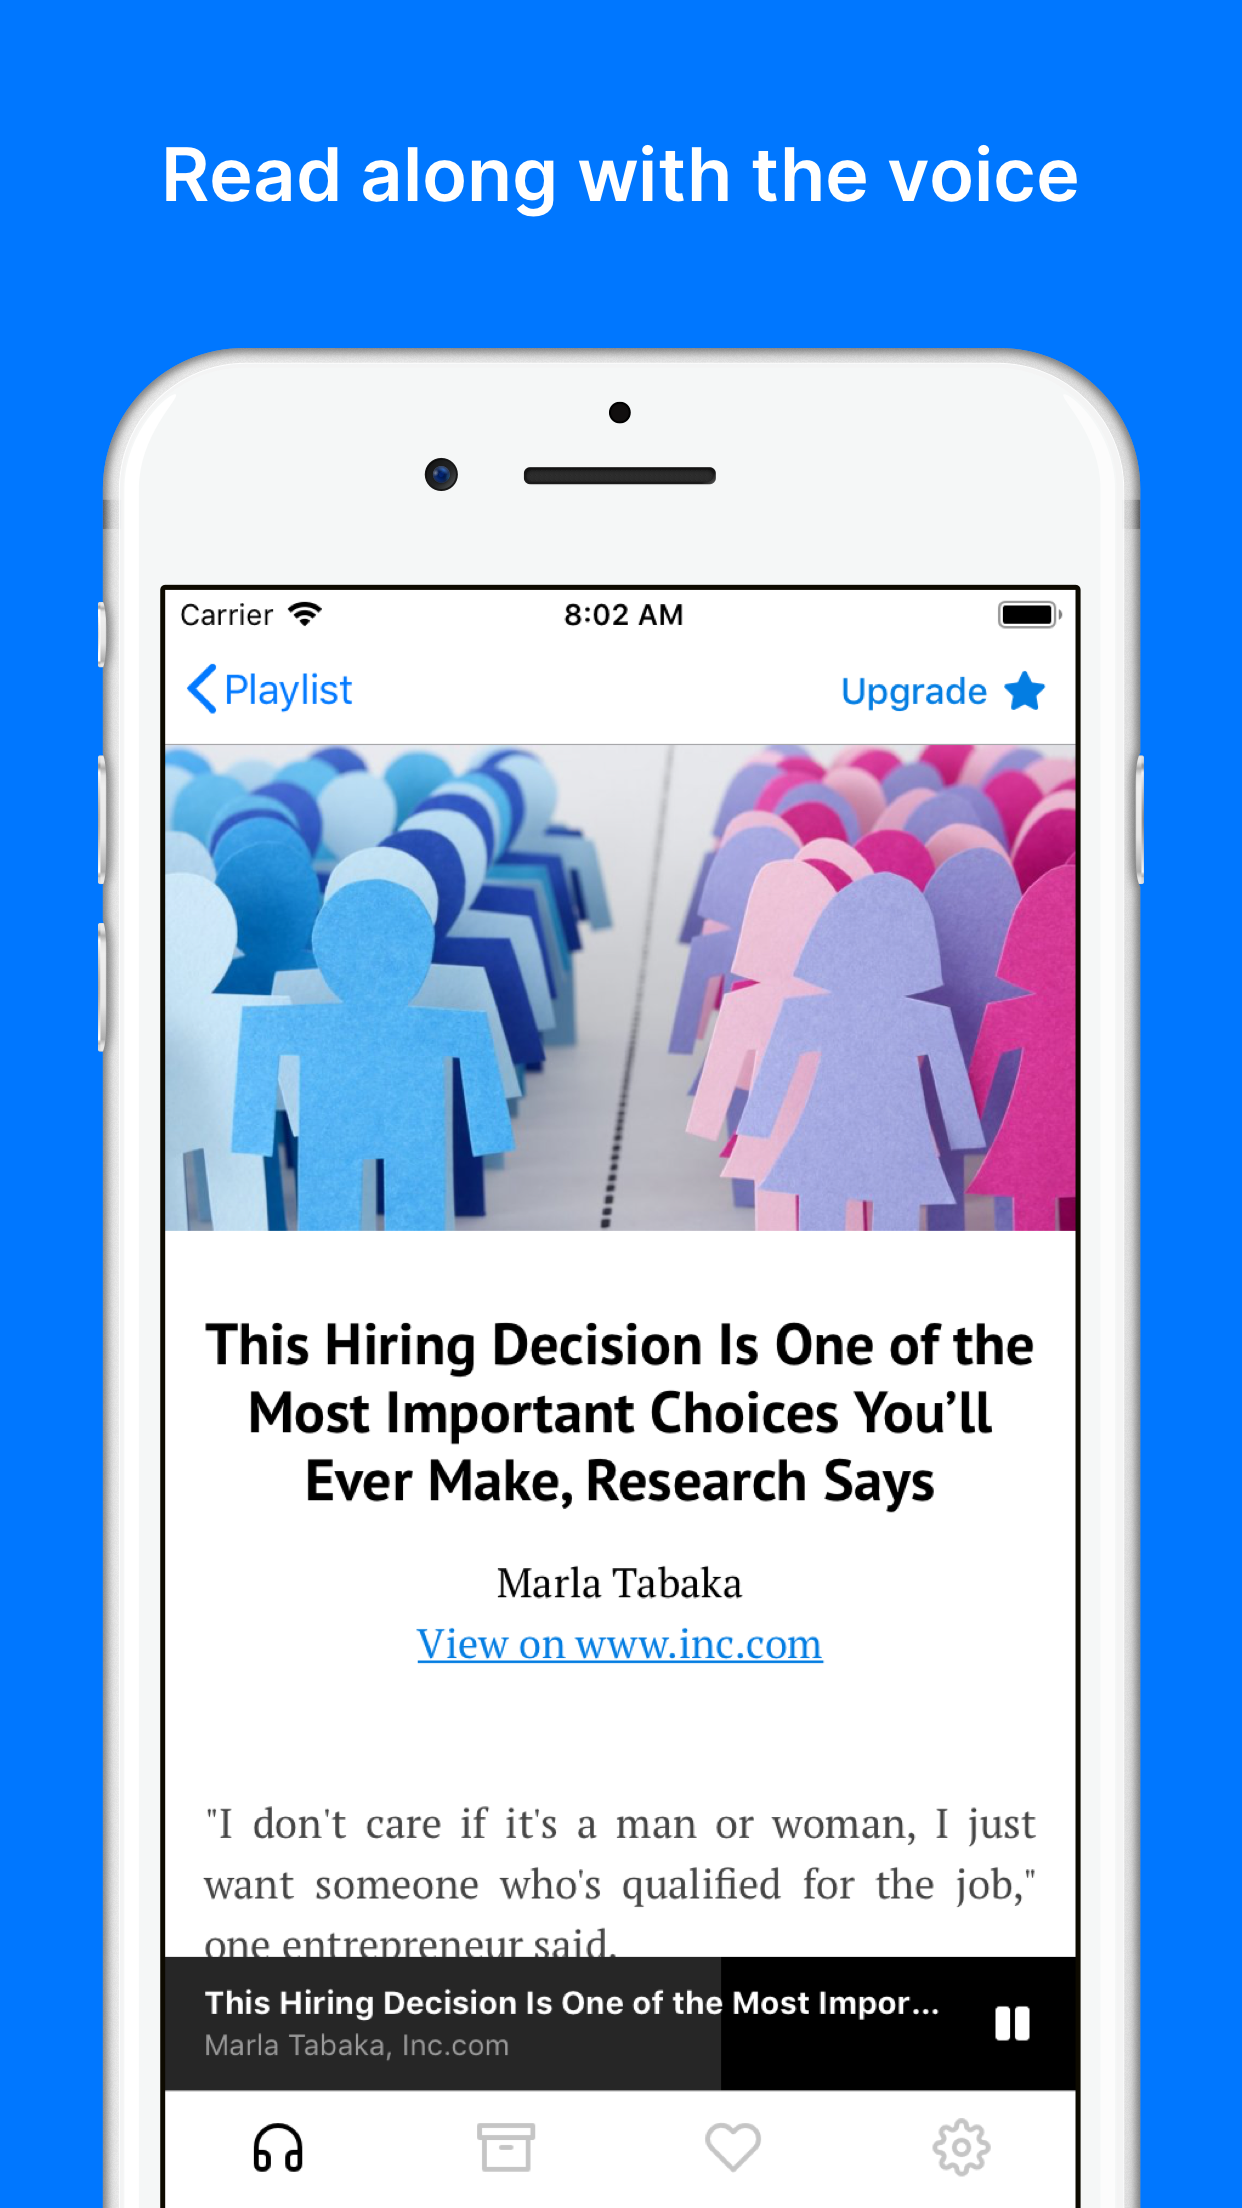 Read along with the voice
Carrier 8:02 AM
Playlist Upgrade
This Hiring Decision Is One of the
Most Important Choices You’ll
Ever Make, Research Says
Marla Tabaka
View on www.inc.com
"I don't care if it's a man or woman, I just
want someone who's qualified for the job,"
one entrepreneur said.
This Hiring Decision Is One of the Most Impor...
Marla Tabaka, Inc.com